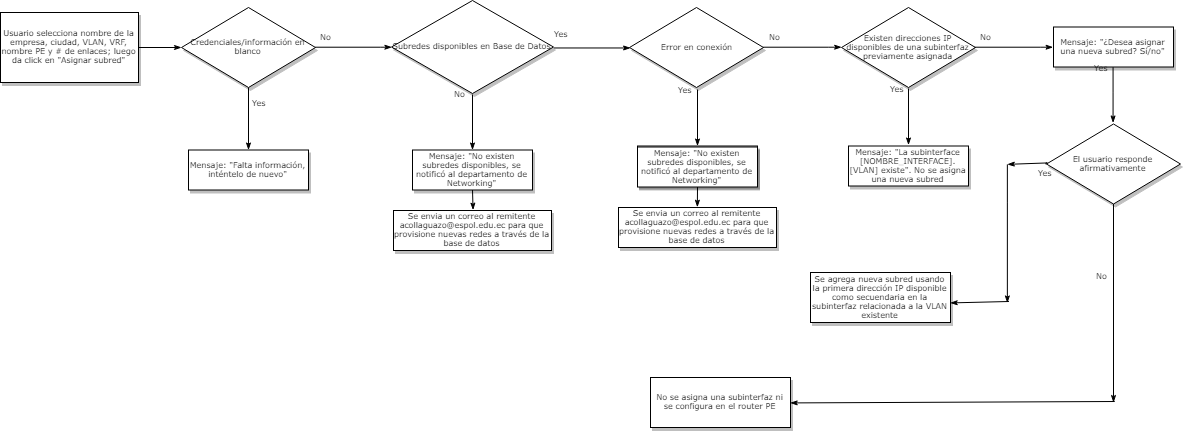 Usuario selecciona nombre de la
empresa, ciudad, VLAN, VRF,
nombre PE y # de enlaces; luego
da click en "Asignar subred"
Credenciales/información en
blanco
No
Yes
Mensaje: "Falta información,
inténtelo de nuevo"
Subredes disponibles en Base de Datos
Yes
No
Mensaje: "No existen
subredes disponibles, se
notificó al departamento de
Networking"
Se envia un correo al remitente
acollaguazo@espol.edu.ec para que
provisione nuevas redes a través de la
base de datos
Error en conexión
No
Yes
Mensaje: "No existen
subredes disponibles, se
notificó al departamento de
Networking"
Se envia un correo al remitente
acollaguazo@espol.edu.ec para que
provisione nuevas redes a través de la
base de datos
Existen direcciones IP
disponibles de una subinterfaz
previamente asignada
No
Yes
Mensaje: "La subinterface
[NOMBRE_INTERFACE].
[VLAN] existe". No se asigna
una nueva subred
Mensaje: "¿Desea asignar
una nueva subred? Sí/no"
Yes
El usuario responde
afirmativamente
Yes
No
Se agrega nueva subred usando
la primera dirección IP disponible
como secuendaria en la
subinterfaz relacionada a la VLAN
existente
No se asigna una subinterfaz ni
se configura en el router PE